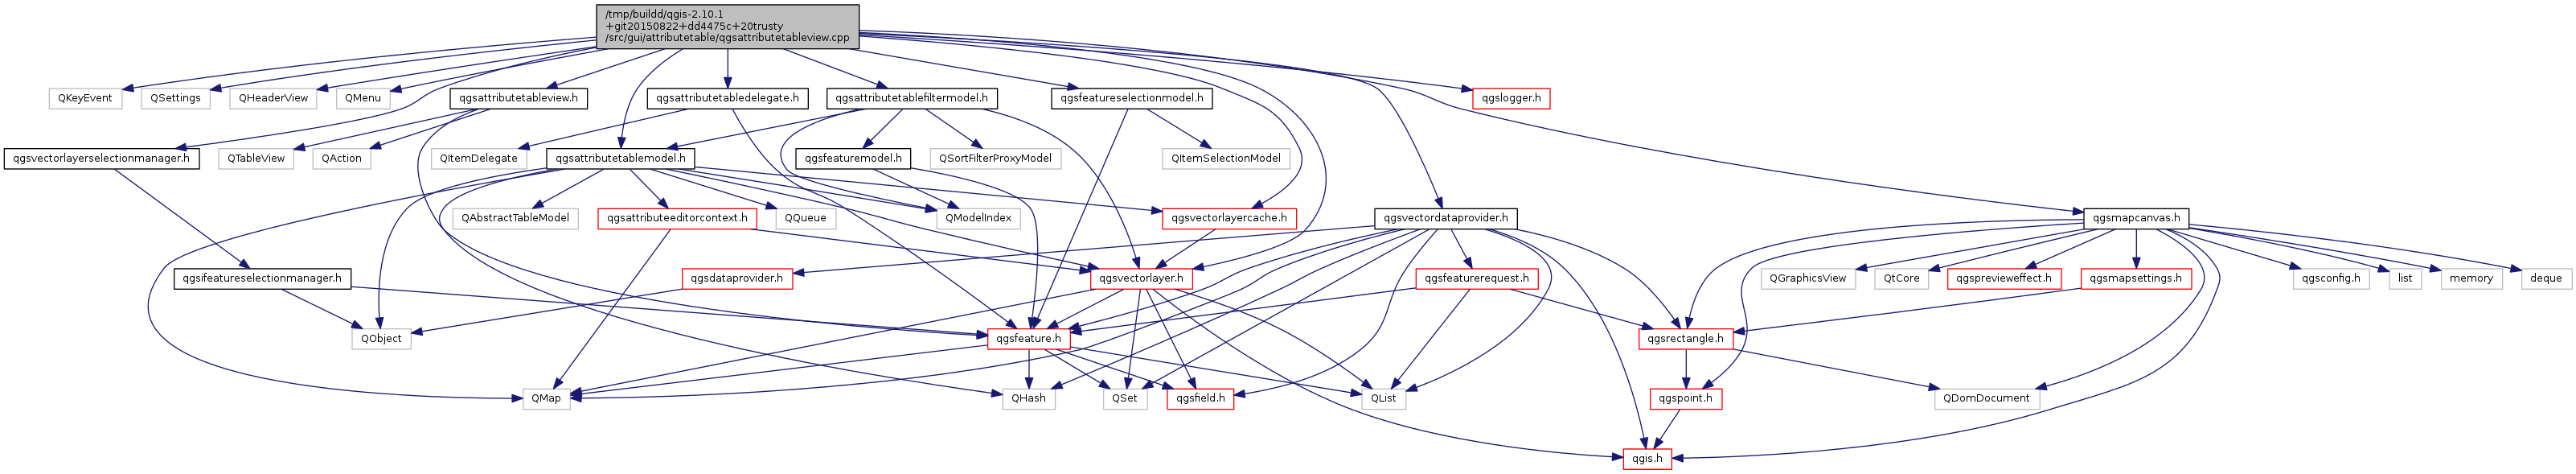 /tmp/buildd/qgis-2.10.1
+git20150822+dd4475c+20trusty
/src/gui/attributetable/qgsattributetableview.cpp
QKeyEvent
QSettings
QHeaderView
QMenu
qgsattributetableview.h
qgsattributetabledelegate.h
qgsattributetablefiltermodel.h
qgsfeatureselectionmodel.h
qgslogger.h
qgsvectorlayerselectionmanager.h
QTableView
QAction
QItemDelegate
qgsattributetablemodel.h
qgsfeaturemodel.h
QSortFilterProxyModel
QItemSelectionModel
QAbstractTableModel
qgsattributeeditorcontext.h
QQueue
QModelIndex
qgsvectorlayercache.h
qgsvectordataprovider.h
qgsmapcanvas.h
qgsifeatureselectionmanager.h
qgsdataprovider.h
qgsvectorlayer.h
qgsfeaturerequest.h
QGraphicsView
QtCore
qgspreviewеffect.h
qgsmapsettings.h
qgsconfig.h
list
memory
deque
QObject
qgsfeature.h
qgsrectangle.h
QMap
QHash
QSet
qgsfield.h
QList
qgspoint.h
QDomDocument
qgis.h